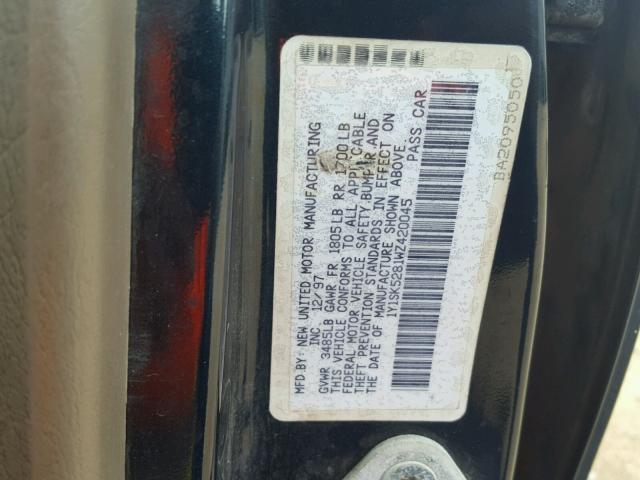 MFD BY: NEW UNITED MOTOR MANUFACTURING
INC 12/97
GVWR 3485LB GAWR FR 1805LB RR 1700LB
THIS VEHICLE CONFORMS TO ALL APPLICABLE
FEDERAL MOTOR VEHICLE SAFETY BUMPER AND
THEFT PREVENTION STANDARDS IN EFFECT ON
THE DATE OF MANUFACTURE SHOWN ABOVE.
1Y1SK5281WZ420045 PASS CAR
BA20950507